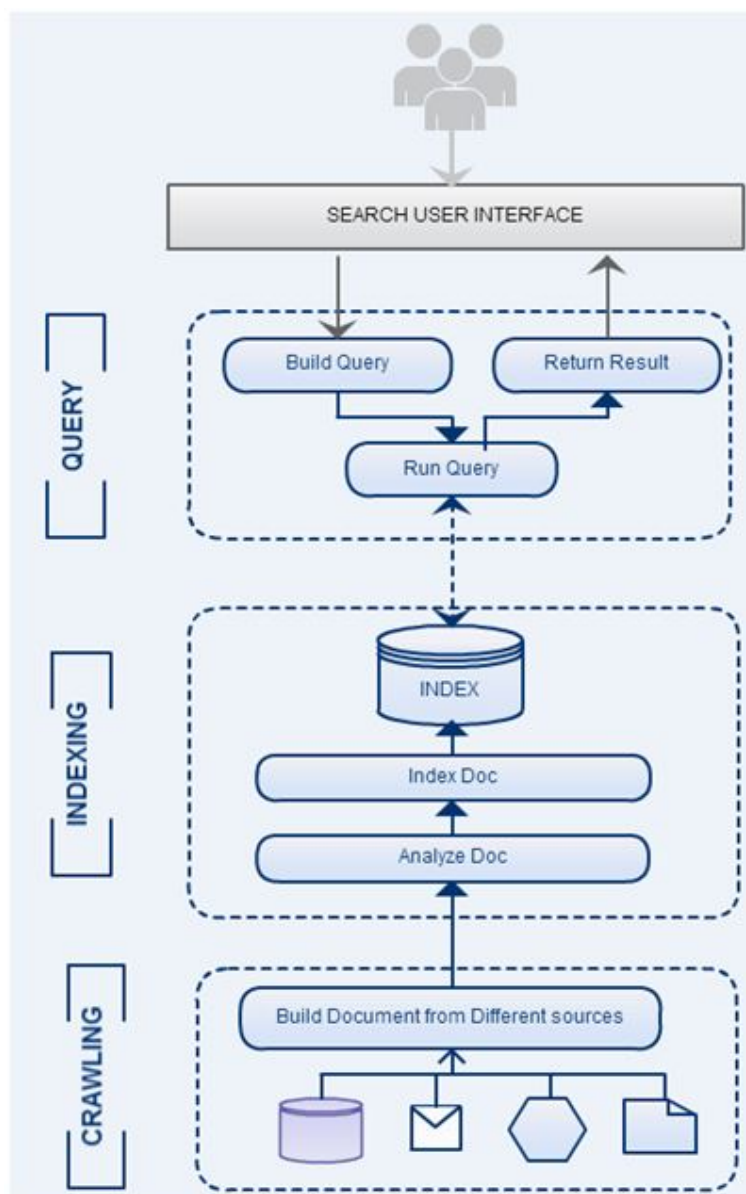 SEARCH USER INTERFACE
QUERY
Build Query
Return Result
Run Query
INDEXING
INDEX
Index Doc
Analyze Doc
CRAWLING
Build Document from Different sources